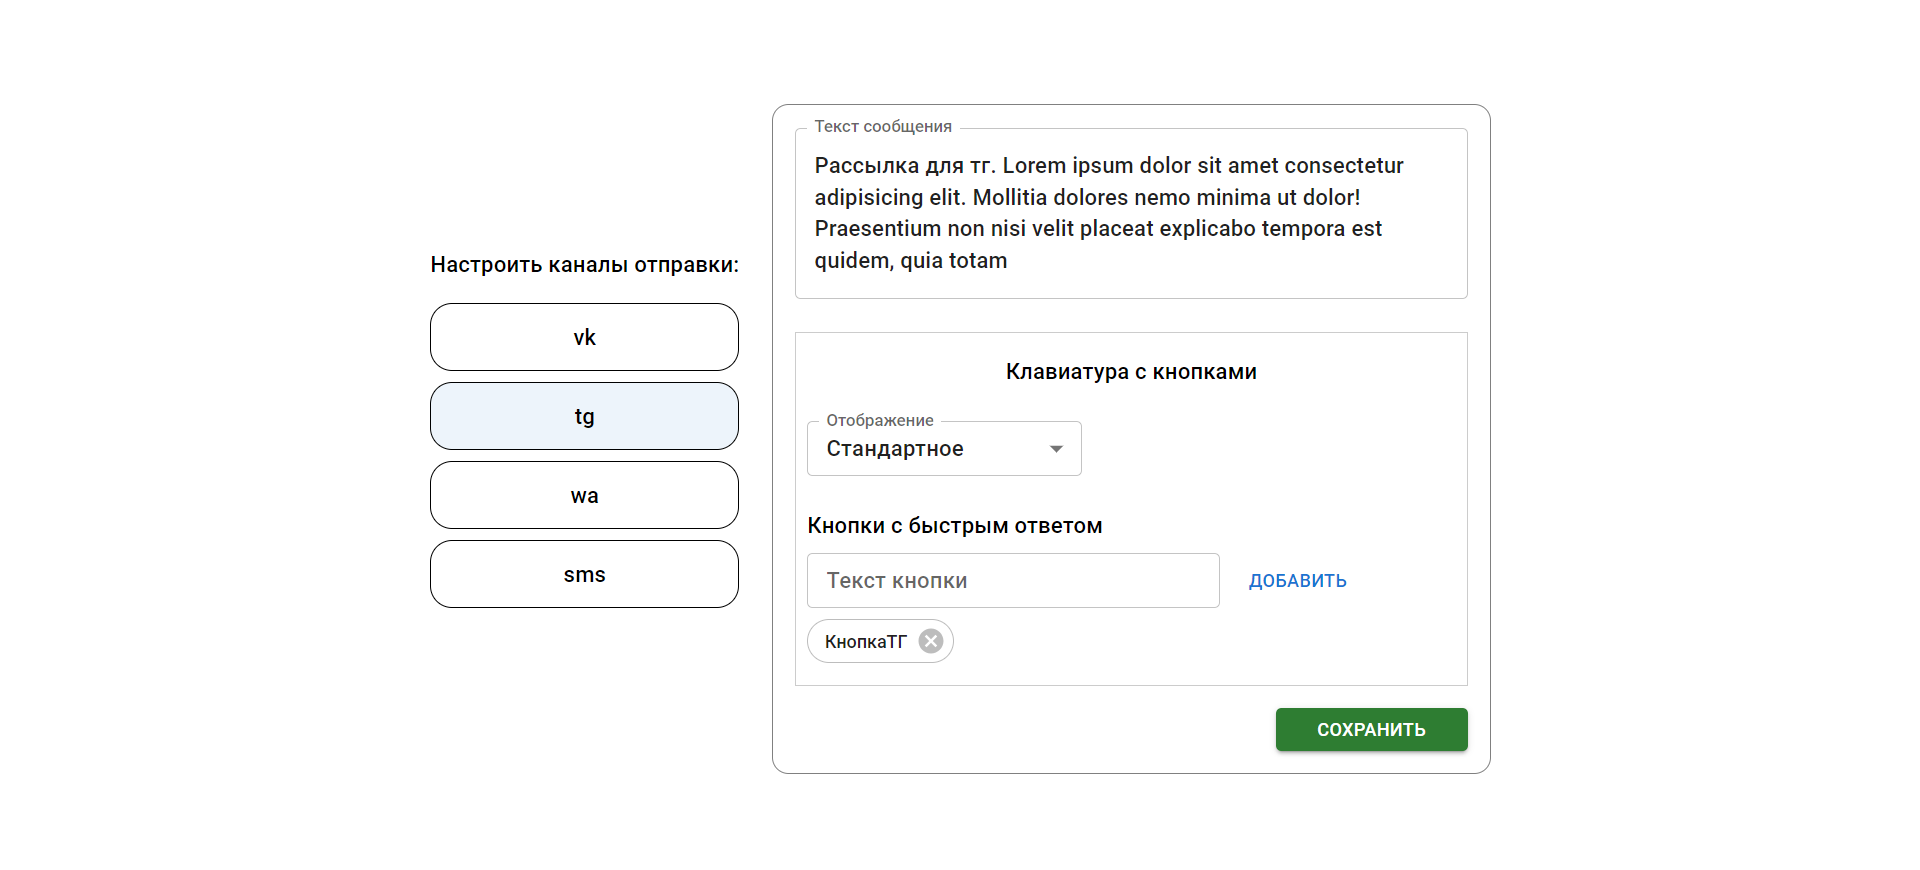 Настроить каналы отправки:
vk
tg
wa
sms
Текст сообщения
Рассылка для тг. Lorem ipsum dolor sit amet consectetur
adipisicing elit. Mollitia dolores nemo minima ut dolor!
Praesentium non nisi velit placeat explicabo tempora est
quidem, quia totam
Клавиатура с кнопками
Отображение
Стандартное
Кнопки с быстрым ответом
Текст кнопки
ДОБАВИТЬ
КнопкаТГ
СОХРАНИТЬ